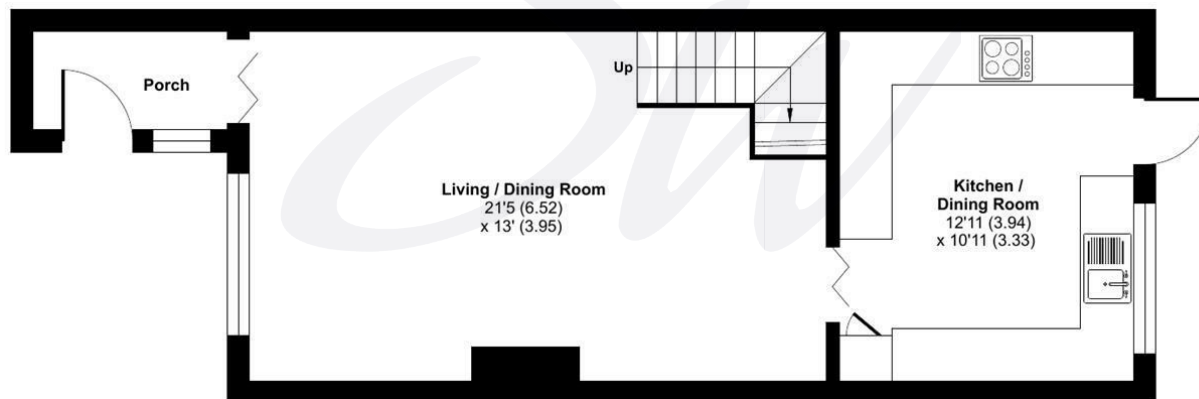 Porch
Up
Living / Dining Room
21'5 (6.52)
x 13' (3.95)
Kitchen /
Dining Room
12'11 (3.94)
x 10'11 (3.33)